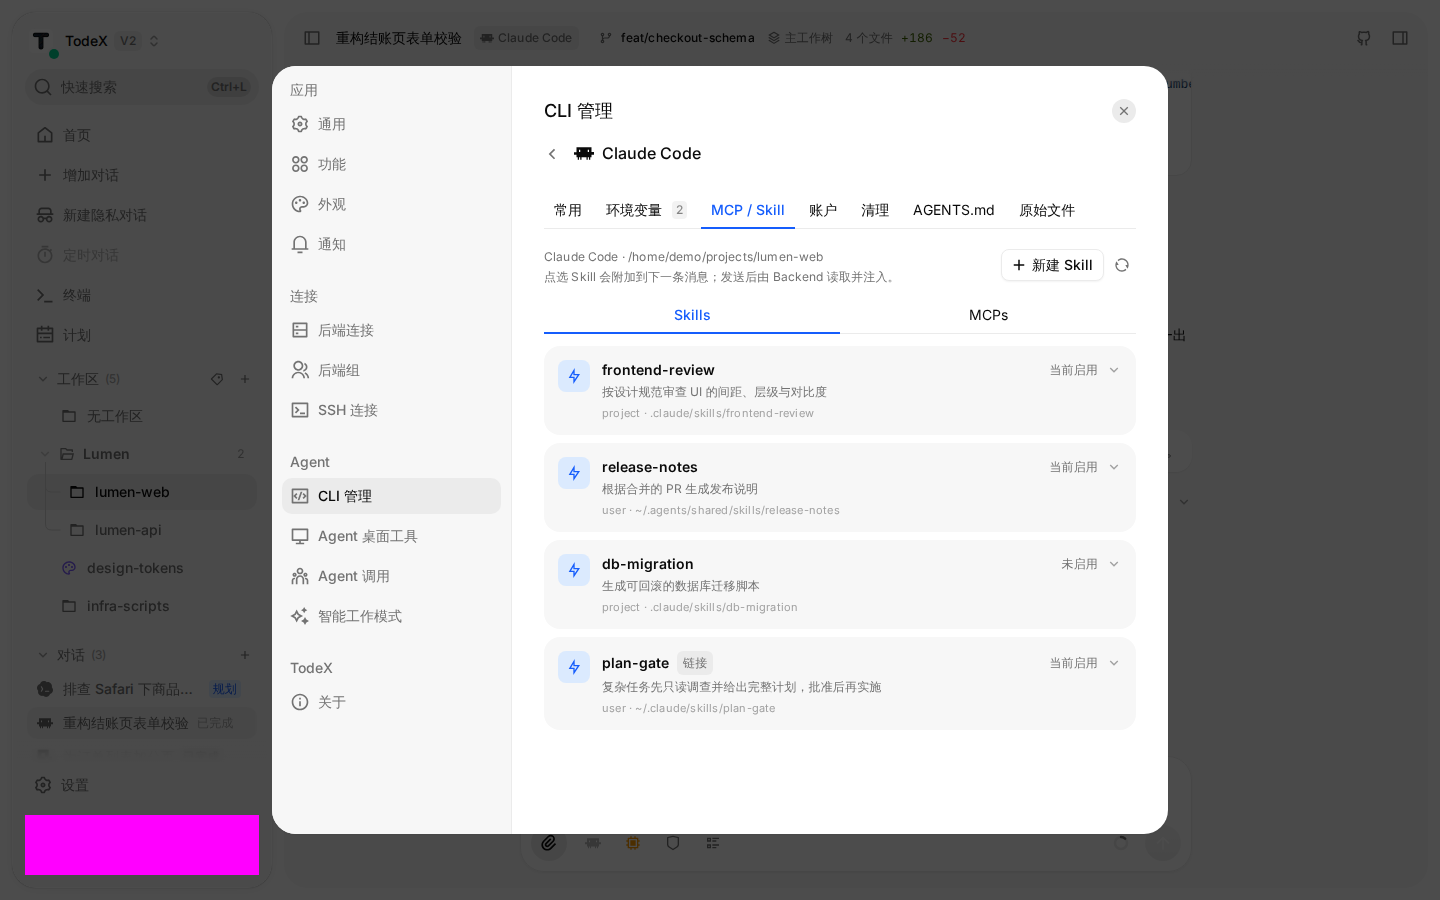 TodeX V2
快速搜索 Ctrl+L
首页
增加对话
新建隐私对话
定时对话
终端
计划
工作区 (5)
无工作区
Lumen 2
lumen-web
lumen-api
design-tokens
infra-scripts
对话 (3)
排查 Safari 下商品... 规划
重构结账页表单校验 已完成
设置
重构结账页表单校验 Claude Code feat/checkout-schema 主工作树 4 个文件 +186 −52
应用
通用
功能
外观
通知
连接
后端连接
后端组
SSH 连接
Agent
CLI 管理
Agent 桌面工具
Agent 调用
智能工作模式
TodeX
关于
CLI 管理
Claude Code
常用 环境变量 2 MCP / Skill 账户 清理 AGENTS.md 原始文件
Claude Code · /home/demo/projects/lumen-web
点选 Skill 会附加到下一条消息；发送后由 Backend 读取并注入。
新建 Skill
Skills MCPs
frontend-review 当前启用
按设计规范审查 UI 的间距、层级与对比度
project · .claude/skills/frontend-review
release-notes 当前启用
根据合并的 PR 生成发布说明
user · ~/.agents/shared/skills/release-notes
db-migration 未启用
生成可回滚的数据库迁移脚本
project · .claude/skills/db-migration
plan-gate 链接 当前启用
复杂任务先只读调查并给出完整计划，批准后再实施
user · ~/.claude/skills/plan-gate